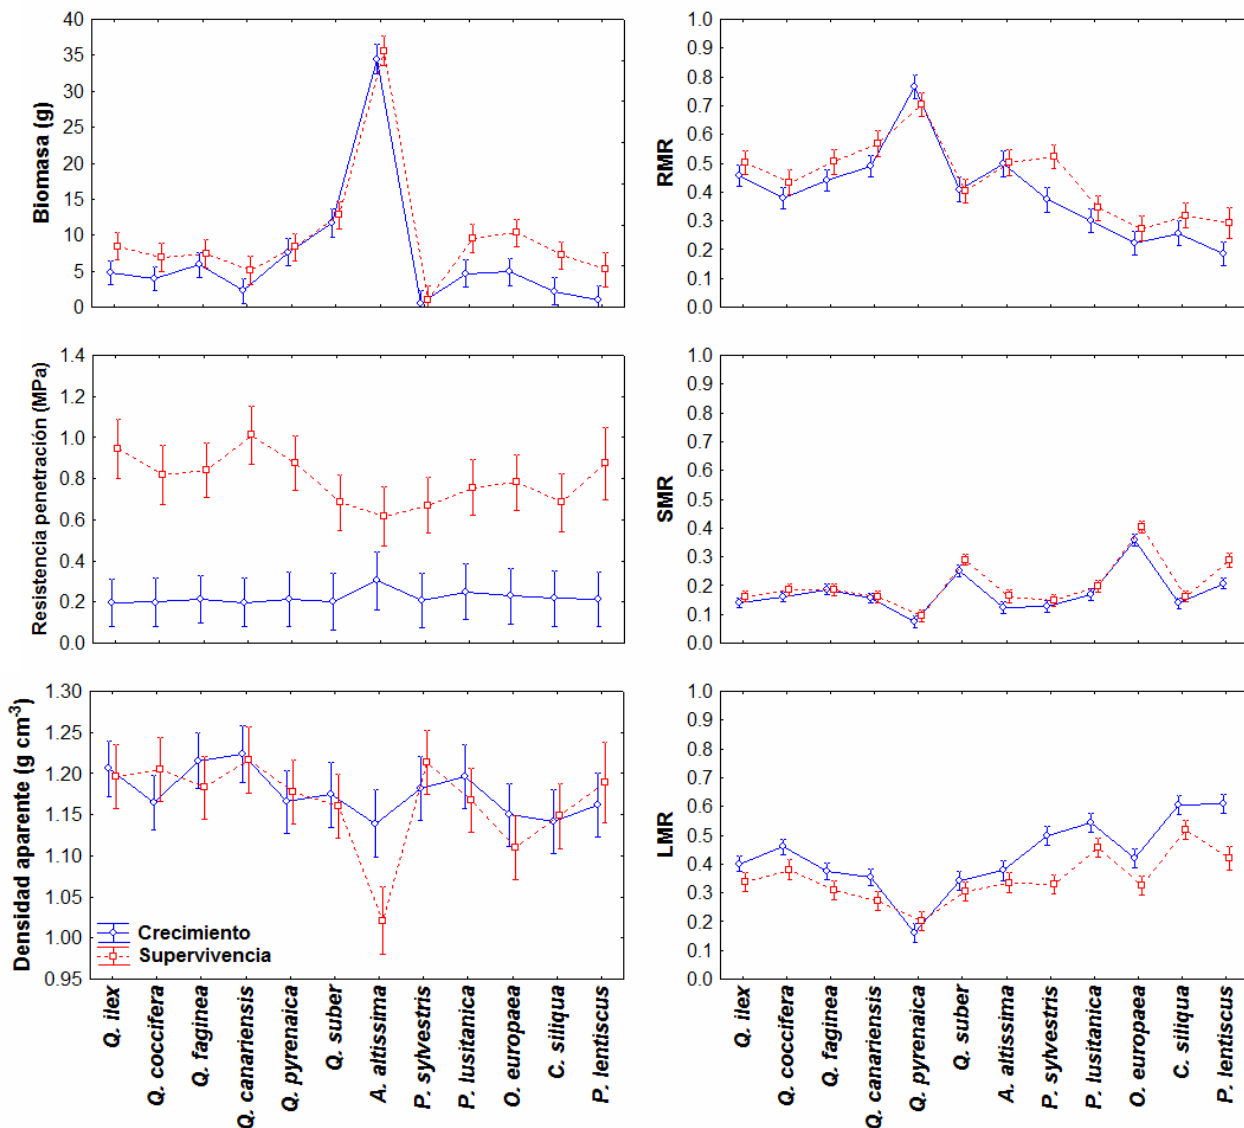 Biomasa (g)
40
35
30
25
20
15
10
5
0
RMR
1.0
0.9
0.8
0.7
0.6
0.5
0.4
0.3
0.2
0.1
0.0
Resistencia penetración (MPa)
1.4
1.2
1.0
0.8
0.6
0.4
0.2
0.0
SMR
1.0
0.9
0.8
0.7
0.6
0.5
0.4
0.3
0.2
0.1
0.0
Densidad aparente (g cm-3)
1.30
1.25
1.20
1.15
1.10
1.05
1.00
0.95
Crecimiento
Supervivencia
LMR
1.0
0.9
0.8
0.7
0.6
0.5
0.4
0.3
0.2
0.1
0.0
Q. ilex
Q. coccifera
Q. faginea
Q. canariensis
Q. pyrenaica
Q. suber
A. altissima
P. sylvestris
P. lusitanica
O. europaea
C. siliqua
P. lentiscus
Q. ilex
Q. coccifera
Q. faginea
Q. canariensis
Q. pyrenaica
Q. suber
A. altissima
P. sylvestris
P. lusitanica
O. europaea
C. siliqua
P. lentiscus